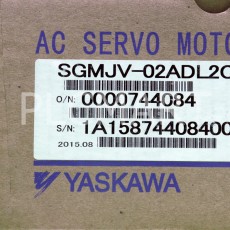 AC SERVO MOTO
SGMJV-02ADL2C
O/N: 0000744084
S/N: 1A15874408400
2015.08
YASKAWA